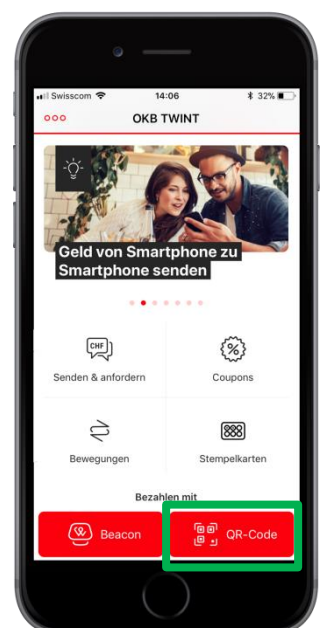 Swisscom 14:06 32%
OKB TWINT
Geld von Smartphone zu
Smartphone senden
CHF
Senden & anfordern Coupons
Bewegungen Stempelkarten
Bezahlen mit
Beacon QR-Code